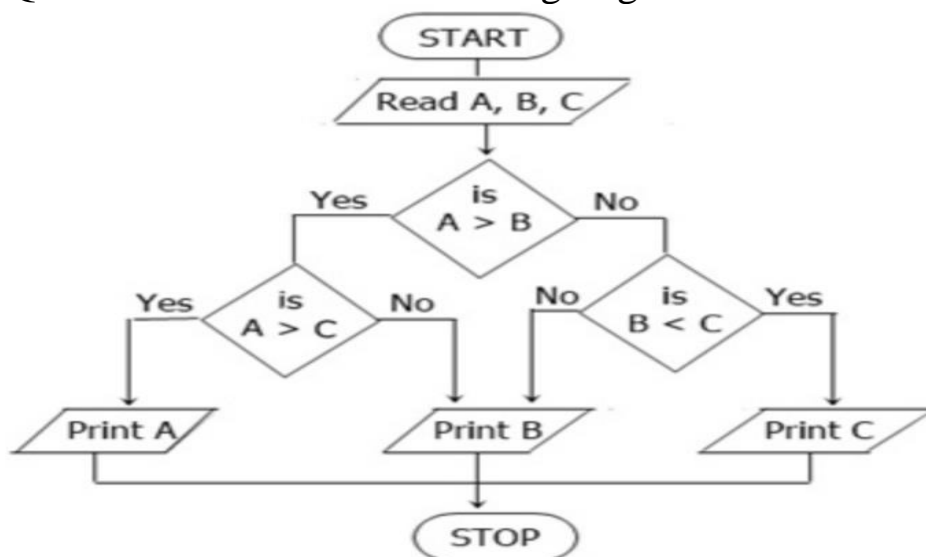 START
Read A, B, C
is
A > B
Yes
No
is
A > C
Yes
No
is
B < C
No
Yes
Print A
Print B
Print C
STOP